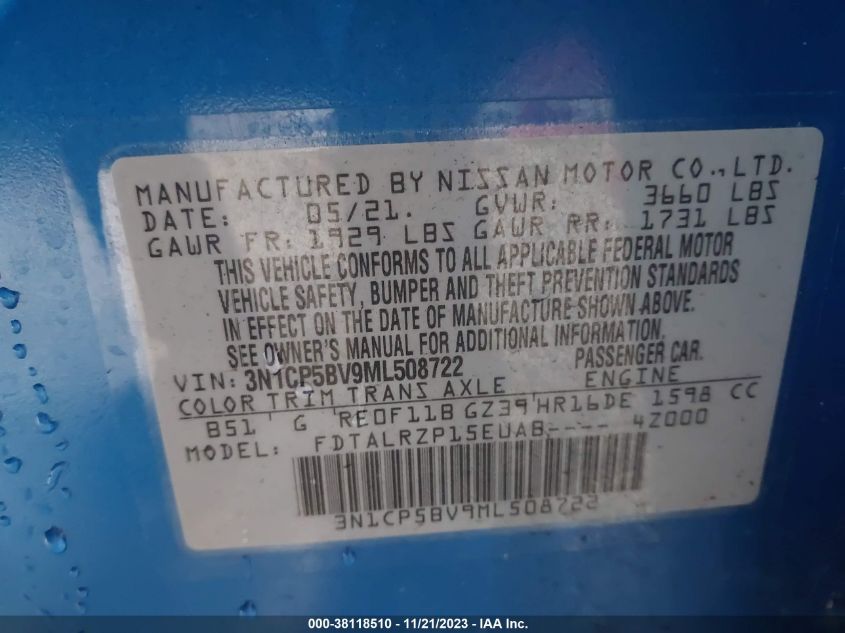 MANUFACTURED BY NISSAN MOTOR CO.,LTD.
DATE: 05/21. GVWR: 3660 LBS
GAWR FR: 1929 LBS GAWR RR: 1731 LBS
THIS VEHICLE CONFORMS TO ALL APPLICABLE FEDERAL MOTOR
VEHICLE SAFETY, BUMPER AND THEFT PREVENTION STANDARDS
IN EFFECT ON THE DATE OF MANUFACTURE SHOWN ABOVE.
SEE OWNER'S MANUAL FOR ADDITIONAL INFORMATION.
VIN: 3N1CP5BV9ML508722 PASSENGER CAR.
COLOR TRIM TRANS AXLE ENGINE
B51 G RE0F11B GZ39 HR16DE 1598 CC
MODEL: FDTALRZP15EUAB---- 4Z000
3N1CP5BV9ML508722
000-38118510 - 11/21/2023 - IAAI Inc.